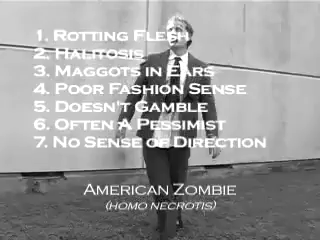 1. Rotting Flesh
2. Halitosis
3. Maggots in Ears
4. Poor Fashion Sense
5. Doesn't Gamble
6. Often A Pessimist
7. No Sense of Direction
American Zombie
(homo necrotis)